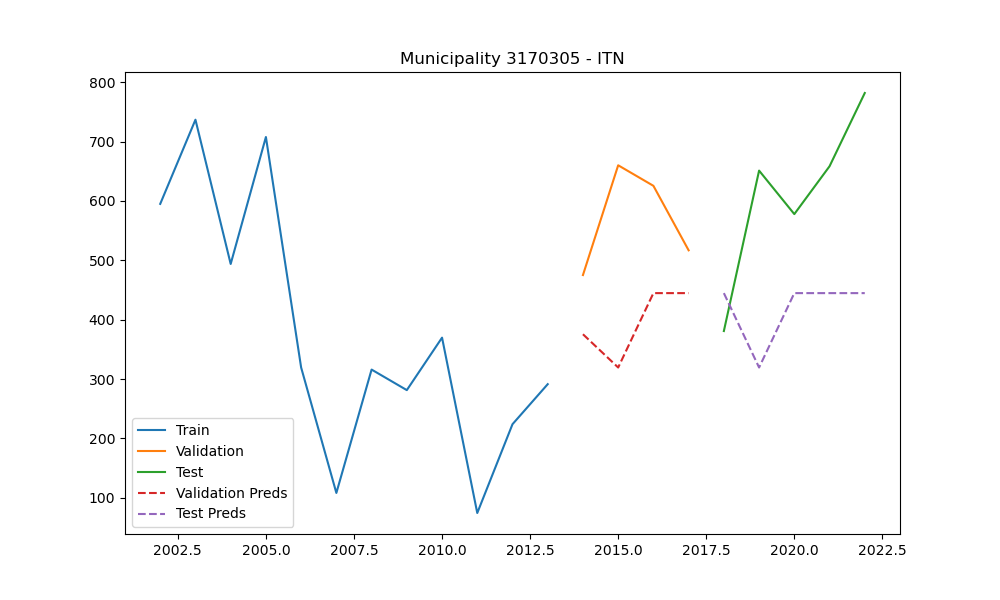 Municipality 3170305 - ITN
800
700
600
500
400
300
200
100
Train
Validation
Test
Validation Preds
Test Preds
2002.5 2005.0 2007.5 2010.0 2012.5 2015.0 2017.5 2020.0 2022.5